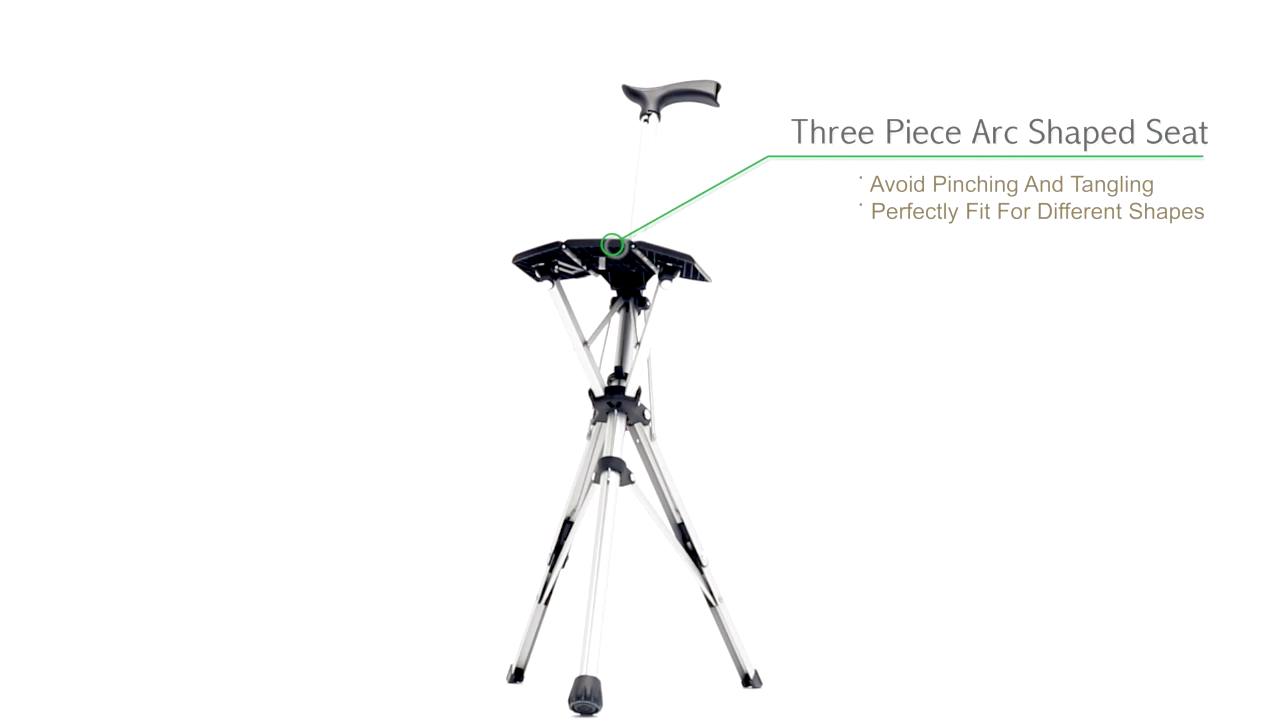 Three Piece Arc Shaped Seat
· Avoid Pinching And Tangling
· Perfectly Fit For Different Shapes